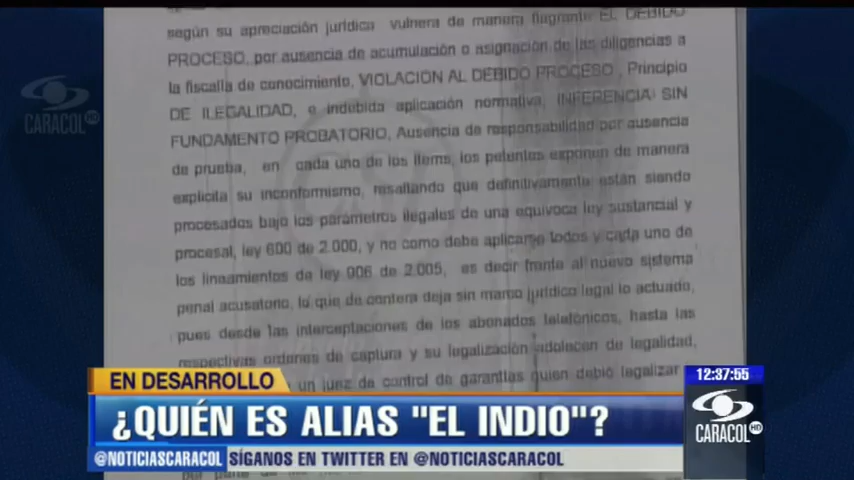 según su apreciación jurídica vulnera de manera flagrante EL DEBIDO
PROCESO, por ausencia de acumulación o asignación de las diligencias a
la fiscalía de conocimiento, VIOLACION AL DEBIDO PROCESO, Principio
DE ILEGALIDAD, e indebida aplicación normativa, INFERENCIA SIN
FUNDAMENTO PROBATORIO, Ausencia de responsabilidad por ausencia
de prueba, en cada uno de los ítems, los petentes exponen de manera
explícita su inconformismo, resaltando que definitivamente están siendo
procesados bajo los parámetros ilegales de una equivoca ley sustancial y
procesal, ley 600 de 2.000, y no como debe aplicarse todos y cada uno de
los lineamientos da ley 906 de 2.005, es decir frente al nuevo sistema
penal acusatorio, lo que de contera deja sin marco jurídico legal lo actuado,
pues desde las interceptaciones de los abonados telefónicos, hasta las
respectivas ordenes de captura y su legalización adolecen de legalidad,
un juez de control de garantías quien debió legalizar
CARACOL HD
EN DESARROLLO
12:37:55
¿QUIÉN ES ALIAS "EL INDIO"?
CARACOL HD
@NOTICIASCARACOL SÍGANOS EN TWITTER EN @NOTICIASCARACOL